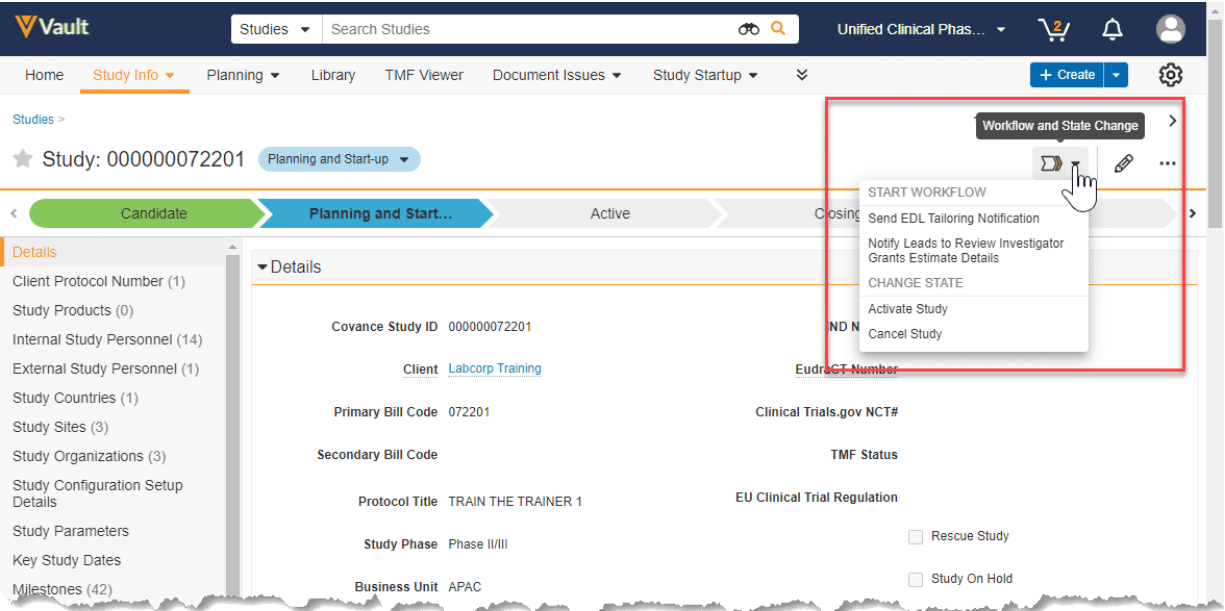 Vault
Studies
Search Studies
Unified Clinical Phas...
2
Home
Study Info
Planning
Library
TMF Viewer
Document Issues
Study Startup
+ Create
Studies >
Workflow and State Change
Study: 000000072201
Planning and Start-up
START WORKFLOW
Send EDL Tailoring Notification
Notify Leads to Review Investigator
Grants Estimate Details
CHANGE STATE
Activate Study
Cancel Study
Candidate
Planning and Start...
Active
Closing
Details
Client Protocol Number (1)
Study Products (0)
Internal Study Personnel (14)
External Study Personnel (1)
Study Countries (1)
Study Sites (3)
Study Organizations (3)
Study Configuration Setup
Details
Study Parameters
Key Study Dates
Milestones (42)
Details
Covance Study ID 000000072201
Client Labcorp Training
EudraCT Number
Primary Bill Code 072201
Clinical Trials.gov NCT#
Secondary Bill Code
TMF Status
Protocol Title TRAIN THE TRAINER 1
EU Clinical Trial Regulation
Study Phase Phase II/III
Rescue Study
Business Unit APAC
Study On Hold